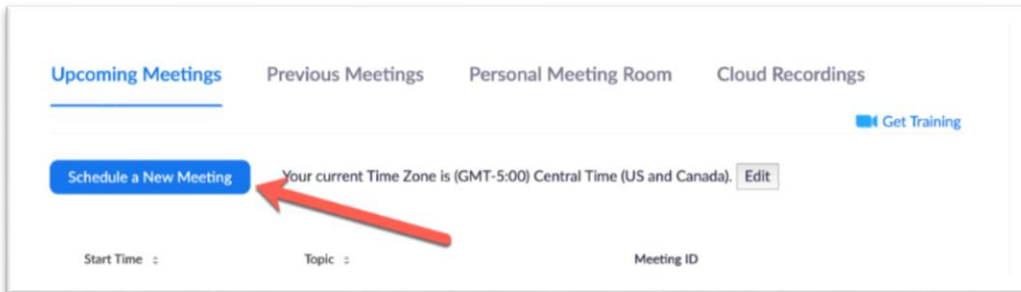 Upcoming Meetings Previous Meetings Personal Meeting Room Cloud Recordings
Get Training
Schedule a New Meeting Your current Time Zone is (GMT-5:00) Central Time (US and Canada). Edit
Start Time Topic Meeting ID